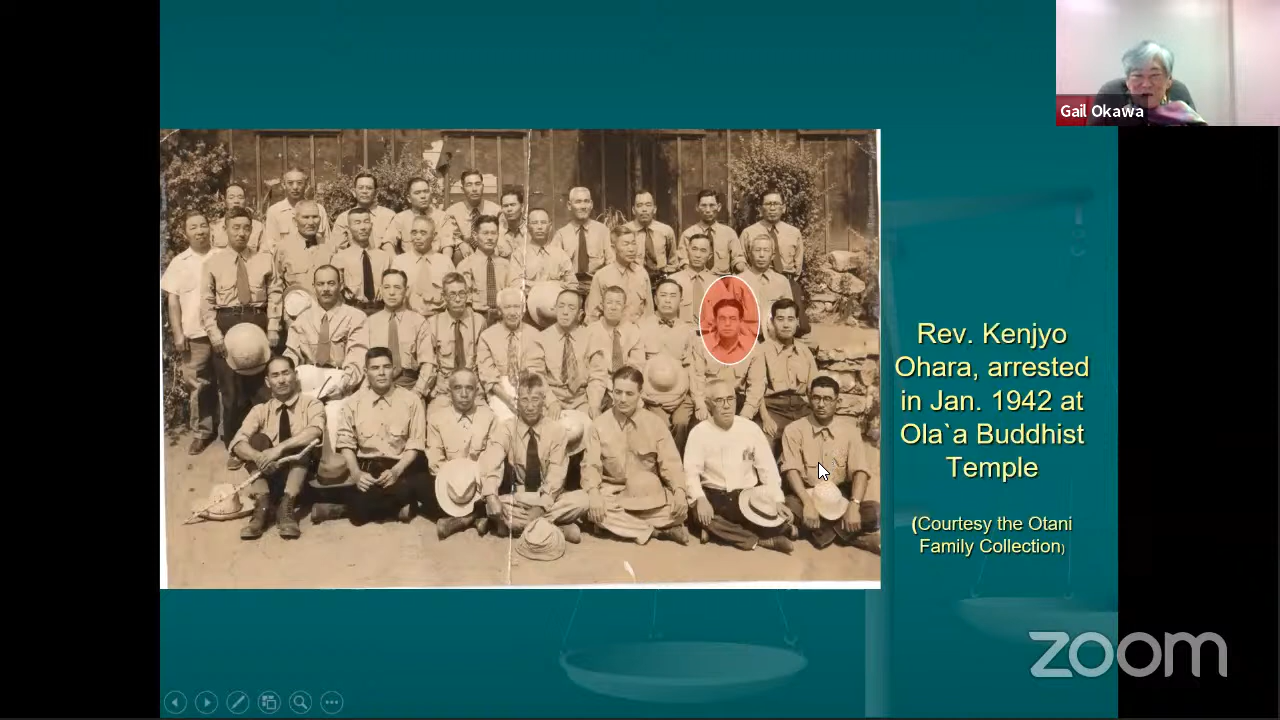 Gail Okawa
Rev. Kenjyo
Ohara, arrested
in Jan. 1942 at
Ola`a Buddhist
Temple
(Courtesy the Otani
Family Collection)
zoom